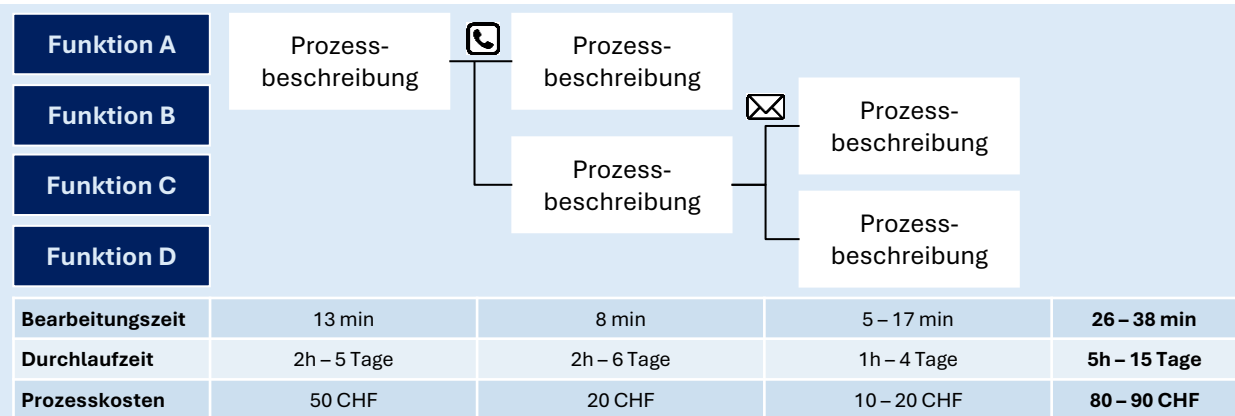 Funktion A
Funktion B
Funktion C
Funktion D
Prozess-
beschreibung
Prozess-
beschreibung
Prozess-
beschreibung
Prozess-
beschreibung
Prozess-
beschreibung
Bearbeitungszeit 13 min 8 min 5 – 17 min 26 – 38 min
Durchlaufzeit 2h – 5 Tage 2h – 6 Tage 1h – 4 Tage 5h – 15 Tage
Prozesskosten 50 CHF 20 CHF 10 – 20 CHF 80 – 90 CHF